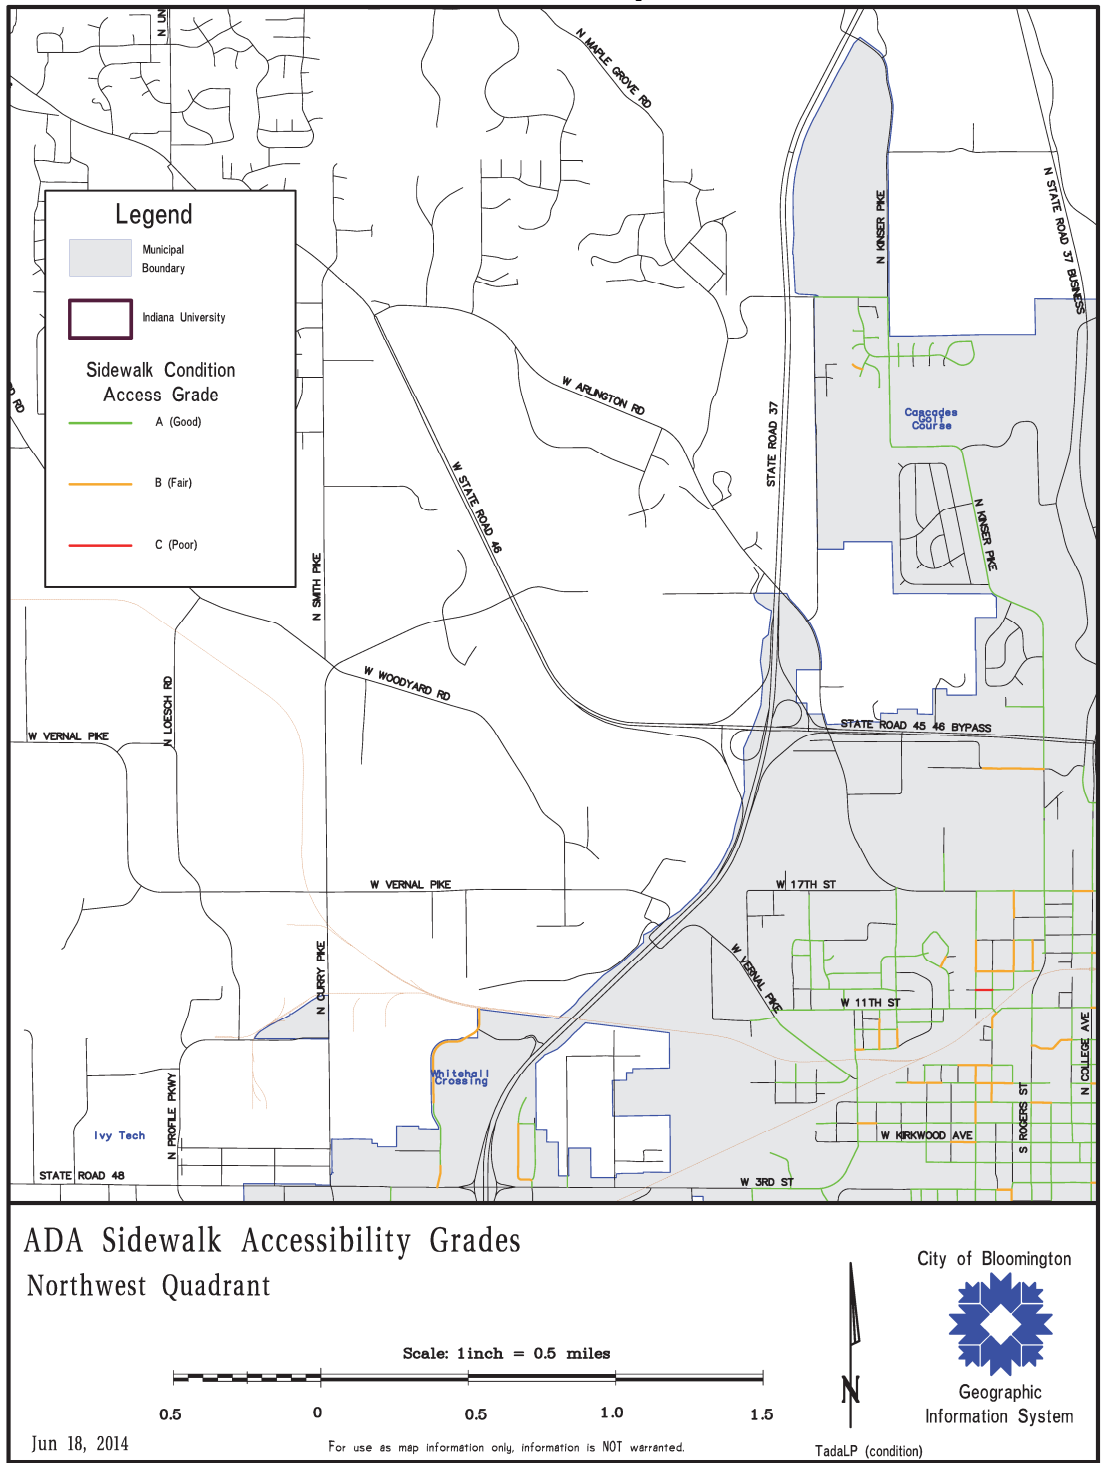 N UN
N MAPLE GROVE RD
N STATE ROAD 37 BUSINESS
N KINSER PIKE
Legend
Municipal
Boundary
Indiana University
Sidewalk Condition
Access Grade
A (Good)
B (Fair)
C (Poor)
RD
W ARLINGTON RD
STATE ROAD 37
Cascades
Golf
Course
W STATE ROAD 46
N KINSER PIKE
N SMITH PIKE
W WOODYARD RD
N LOESCH RD
W VERNAL PIKE
STATE ROAD 45 46 BYPASS
W VERNAL PIKE
W 17TH ST
N CURRY PIKE
W VERNAL PIKE
W 11TH ST
N COLLEGE AVE
Whitehall
Crossing
N PROFILE PKWY
Ivy Tech
S ROGERS ST
W KIRKWOOD AVE
STATE ROAD 48
W 3RD ST
ADA Sidewalk Accessibility Grades
Northwest Quadrant
City of Bloomington
Scale: 1 inch = 0.5 miles
0.5 0 0.5 1.0 1.5
N
Geographic
Information System
Jun 18, 2014
For use as map information only, information is NOT warranted.
TadaLP (condition)